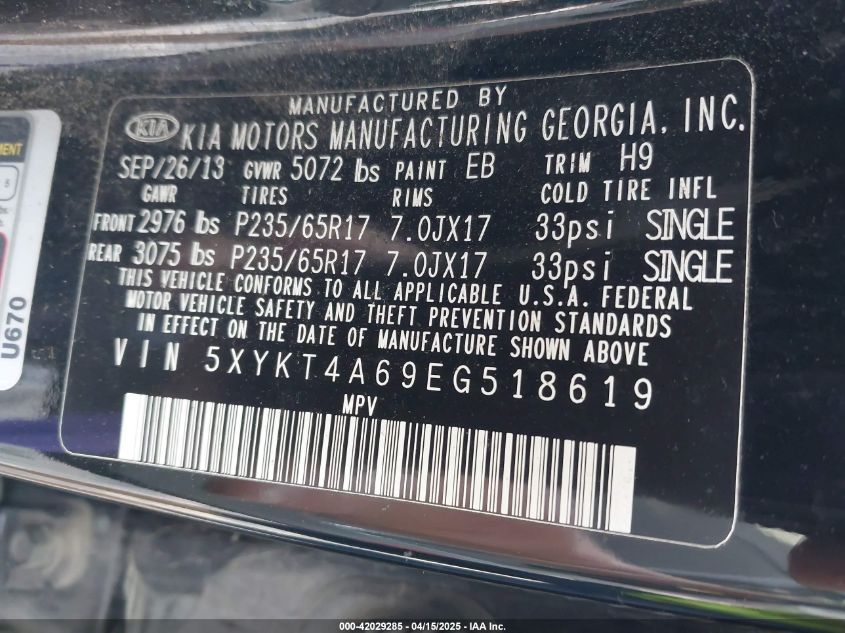 MANUFACTURED BY
KIA KIA MOTORS MANUFACTURING GEORGIA, INC.
SEP/26/13 GVWR 5072 lbs PAINT EB TRIM H9
GAWR TIRES RIMS COLD TIRE INFL
FRONT 2976 lbs P235/65R17 7.0JX17 33psi SINGLE
REAR 3075 lbs P235/65R17 7.0JX17 33psi SINGLE
THIS VEHICLE CONFORMS TO ALL APPLICABLE U.S.A. FEDERAL
MOTOR VEHICLE SAFETY AND THEFT PREVENTION STANDARDS
IN EFFECT ON THE DATE OF MANUFACTURE SHOWN ABOVE
VIN 5XYKT4A69EG518619
MPV
U670
5
000-42029285 - 04/15/2025 - IAA Inc.